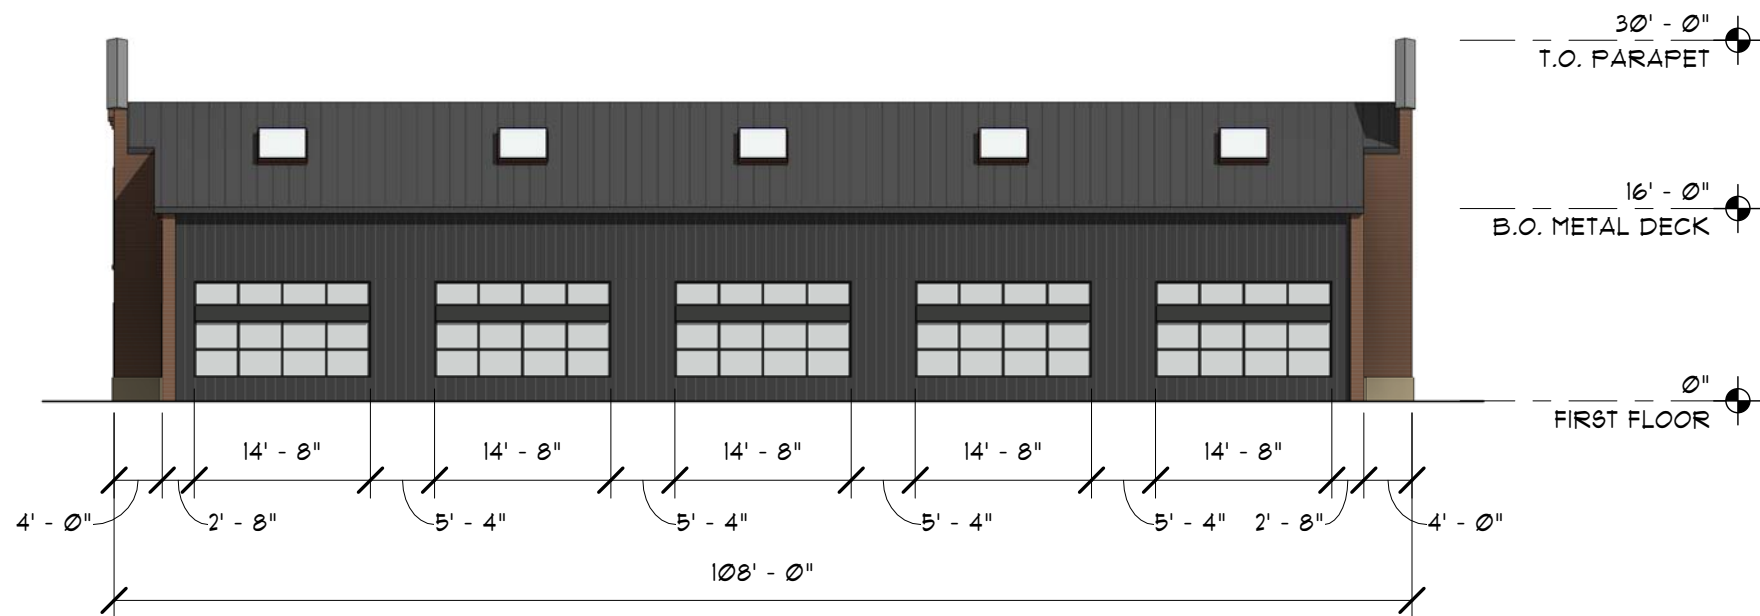 30' - 0"
T.O. PARAPET
16' - 0"
B.O. METAL DECK
0"
FIRST FLOOR
14' - 8" 14' - 8" 14' - 8" 14' - 8" 14' - 8"
4' - 0" 2' - 8" 5' - 4" 5' - 4" 5' - 4" 5' - 4" 2' - 8" 4' - 0"
108' - 0"